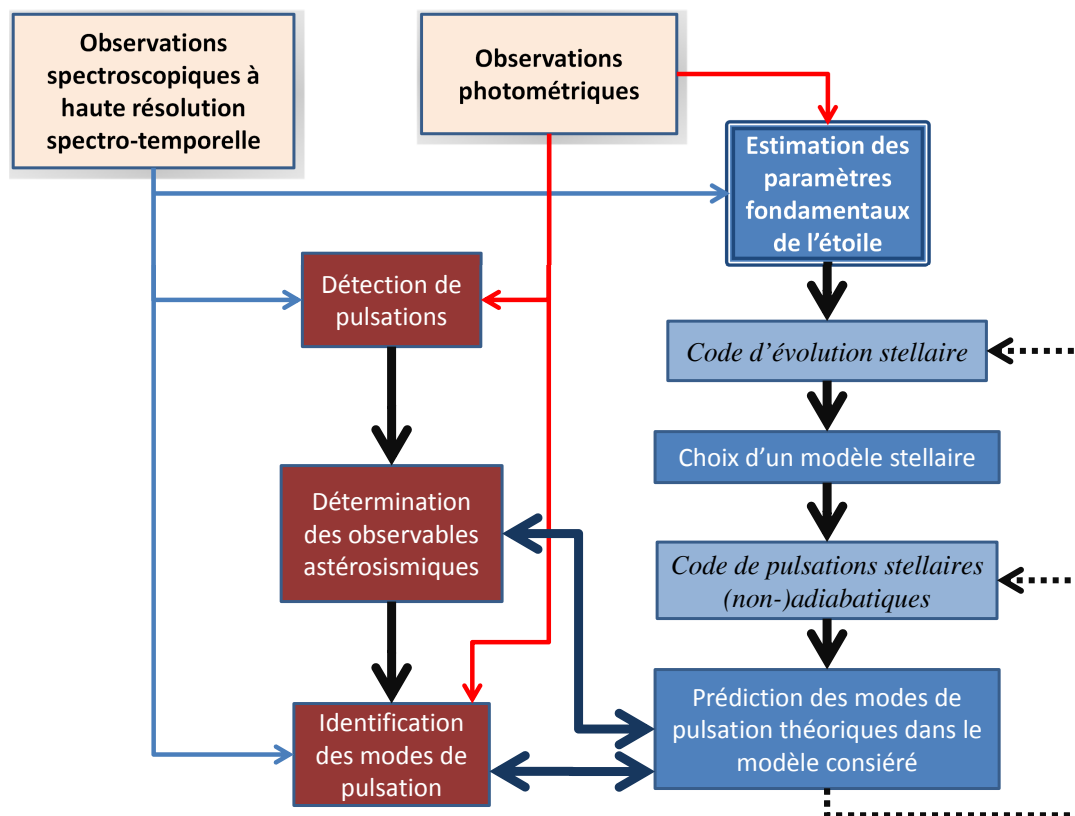 Observations
spectroscopiques à
haute résolution
spectro-temporelle
Observations
photométriques
Estimation des
paramètres
fondamentaux
de l'étoile
Détection de
pulsations
Code d'évolution stellaire
Choix d'un modèle stellaire
Détermination
des observables
astérosismiques
Code de pulsations stellaires
(non-)adiabatiques
Identification
des modes de
pulsation
Prédiction des modes de
pulsation théoriques dans le
modèle consiéré